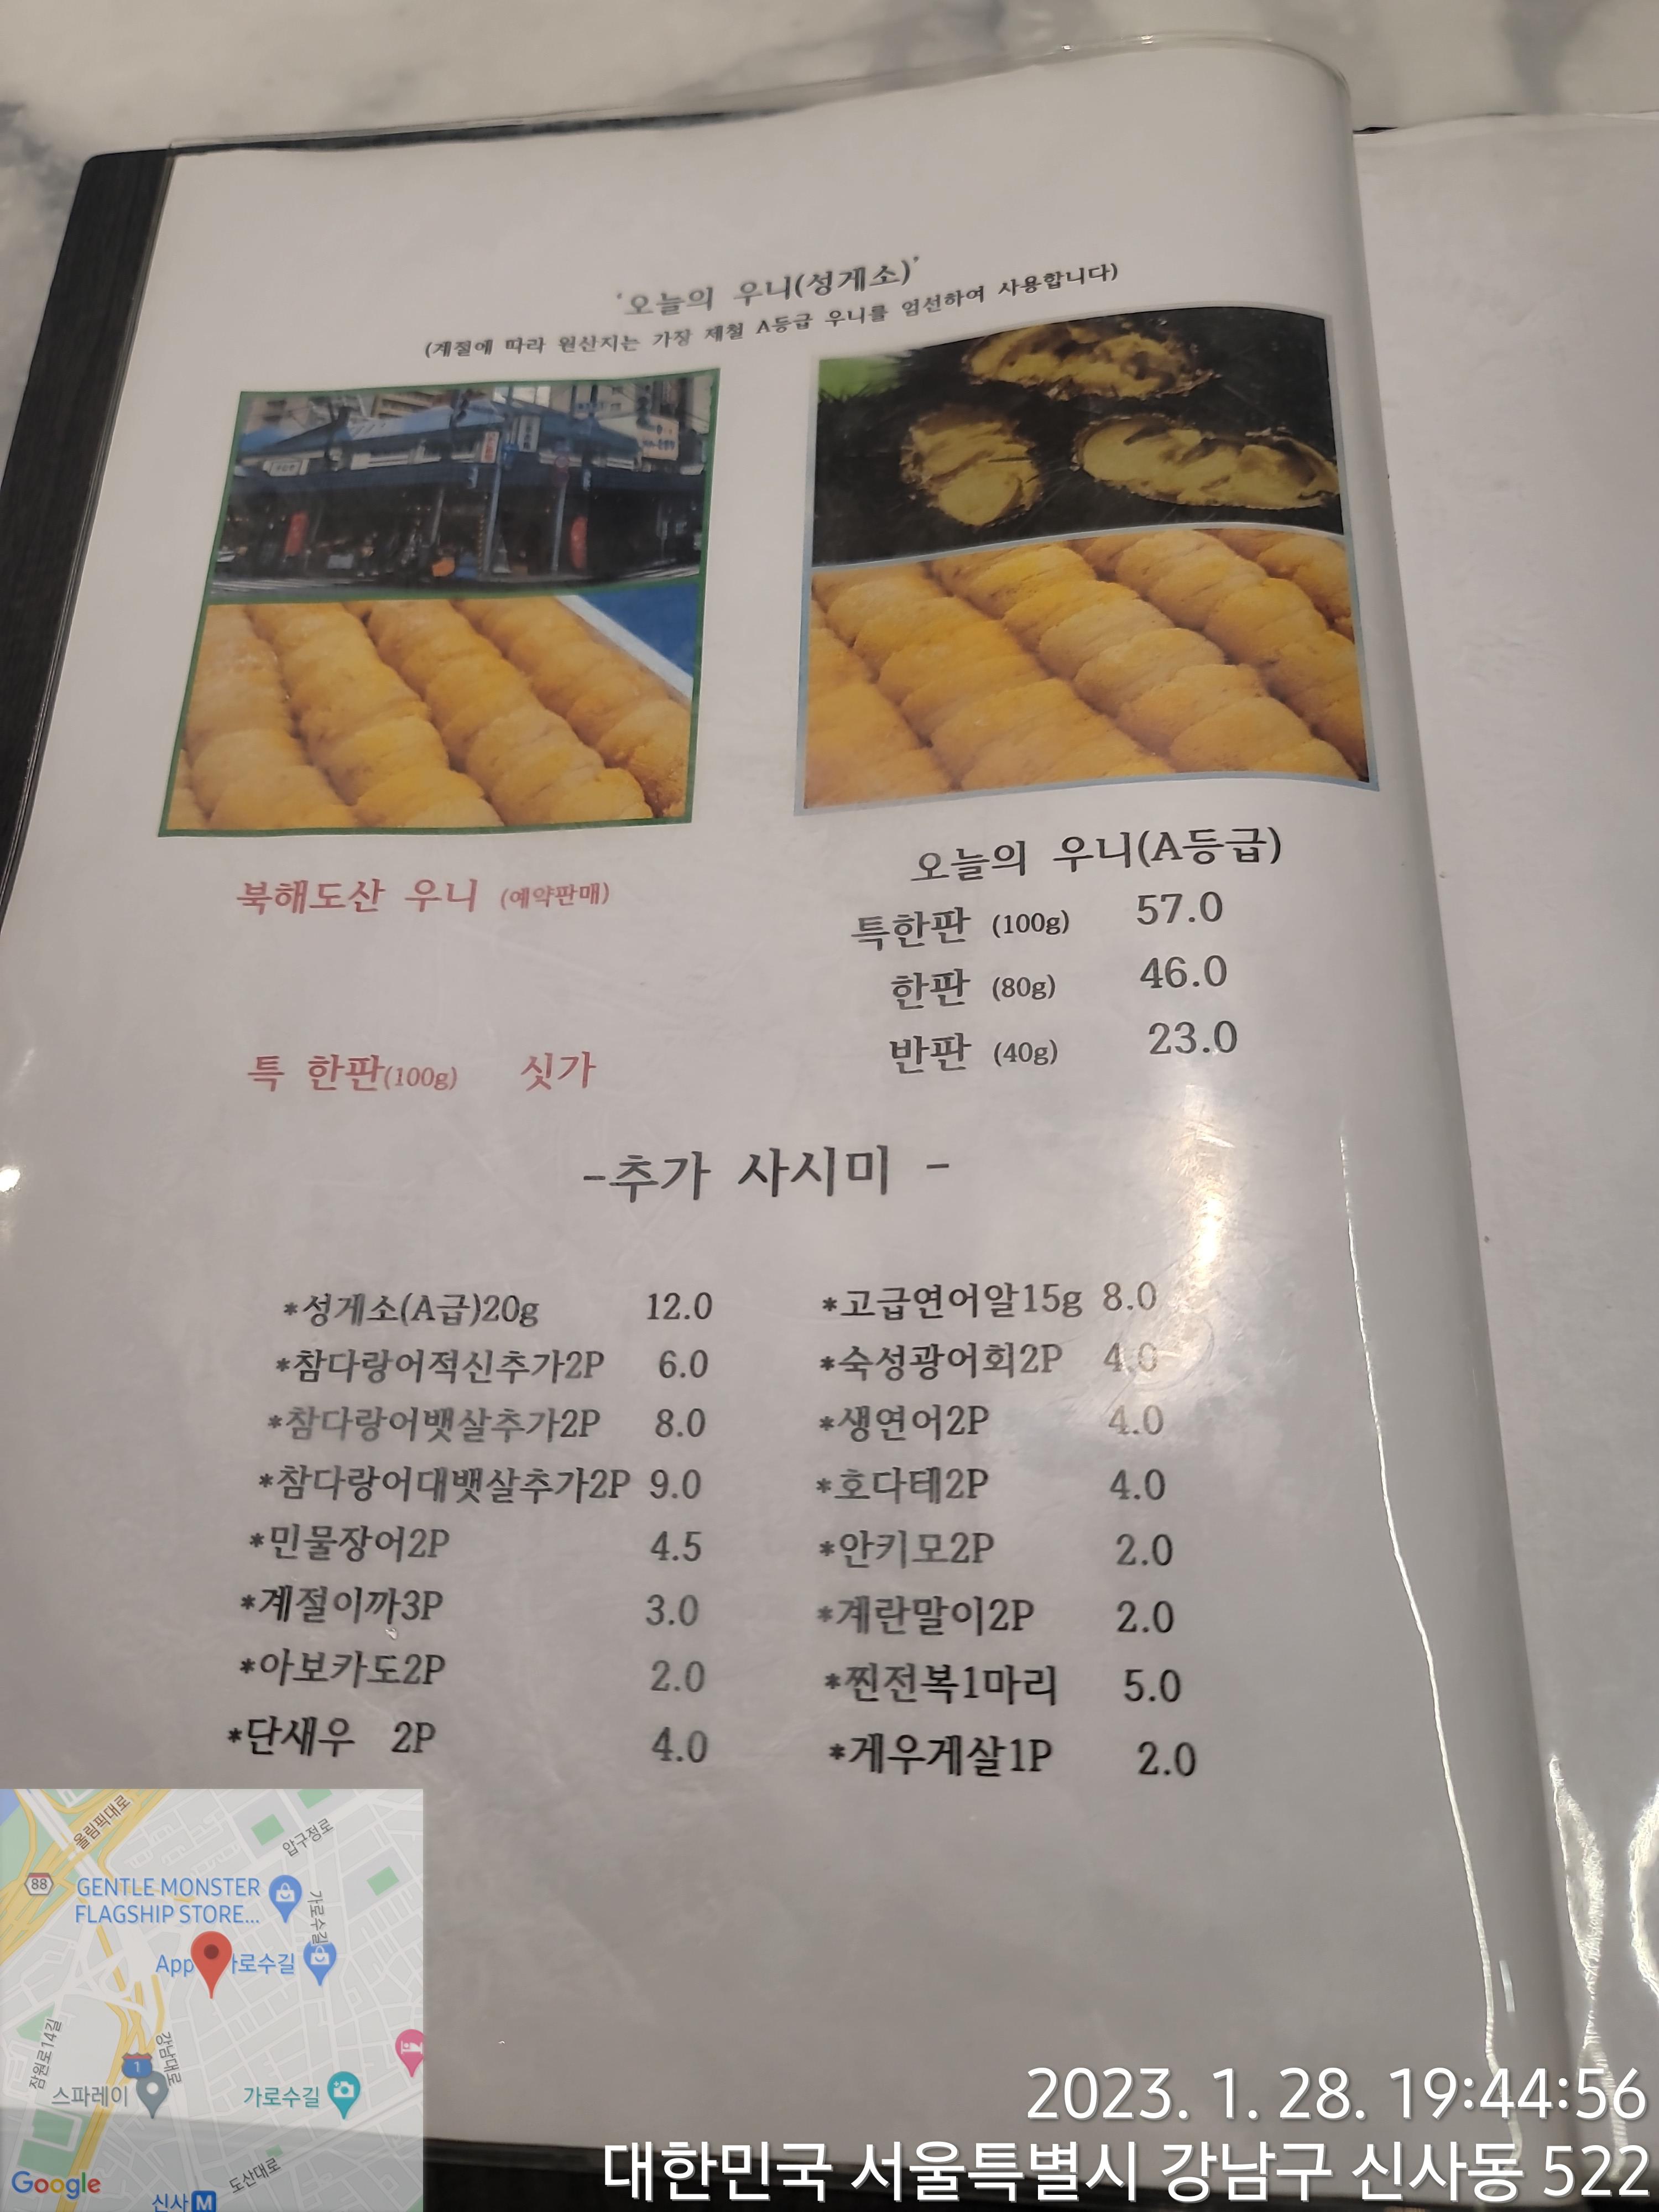 '오늘의 우니(성게소)'
(계절에 따라 원산지는 가장 제철 A등급 우니를 엄선하여 사용합니다)
북해도산 우니 (예약판매)
특 한판(100g) 싯가
오늘의 우니(A등급)
특한판 (100g) 57.0
한판 (80g) 46.0
반판 (40g) 23.0
-추가 사시미 -
*성게소(A급)20g 12.0
*참다랑어적신추가2P 6.0
*참다랑어뱃살추가2P 8.0
*참다랑어대뱃살추가2P 9.0
*민물장어2P 4.5
*계절이까3P 3.0
*아보카도2P 2.0
*단새우 2P 4.0
*고급연어알15g 8.0
*숙성광어회2P 4.0
*생연어2P 4.0
*호다테2P 4.0
*안키모2P 2.0
*계란말이2P 2.0
*찐전복1마리 5.0
*게우게살1P 2.0
올림픽대로
압구정로
88
GENTLE MONSTER
FLAGSHIP STORE...
가로수길
App 가로수길
잠원로14길
강남대로
1
스파레이
가로수길
도산대로
Google
신사 M
2023. 1. 28. 19:44:56
대한민국 서울특별시 강남구 신사동 522